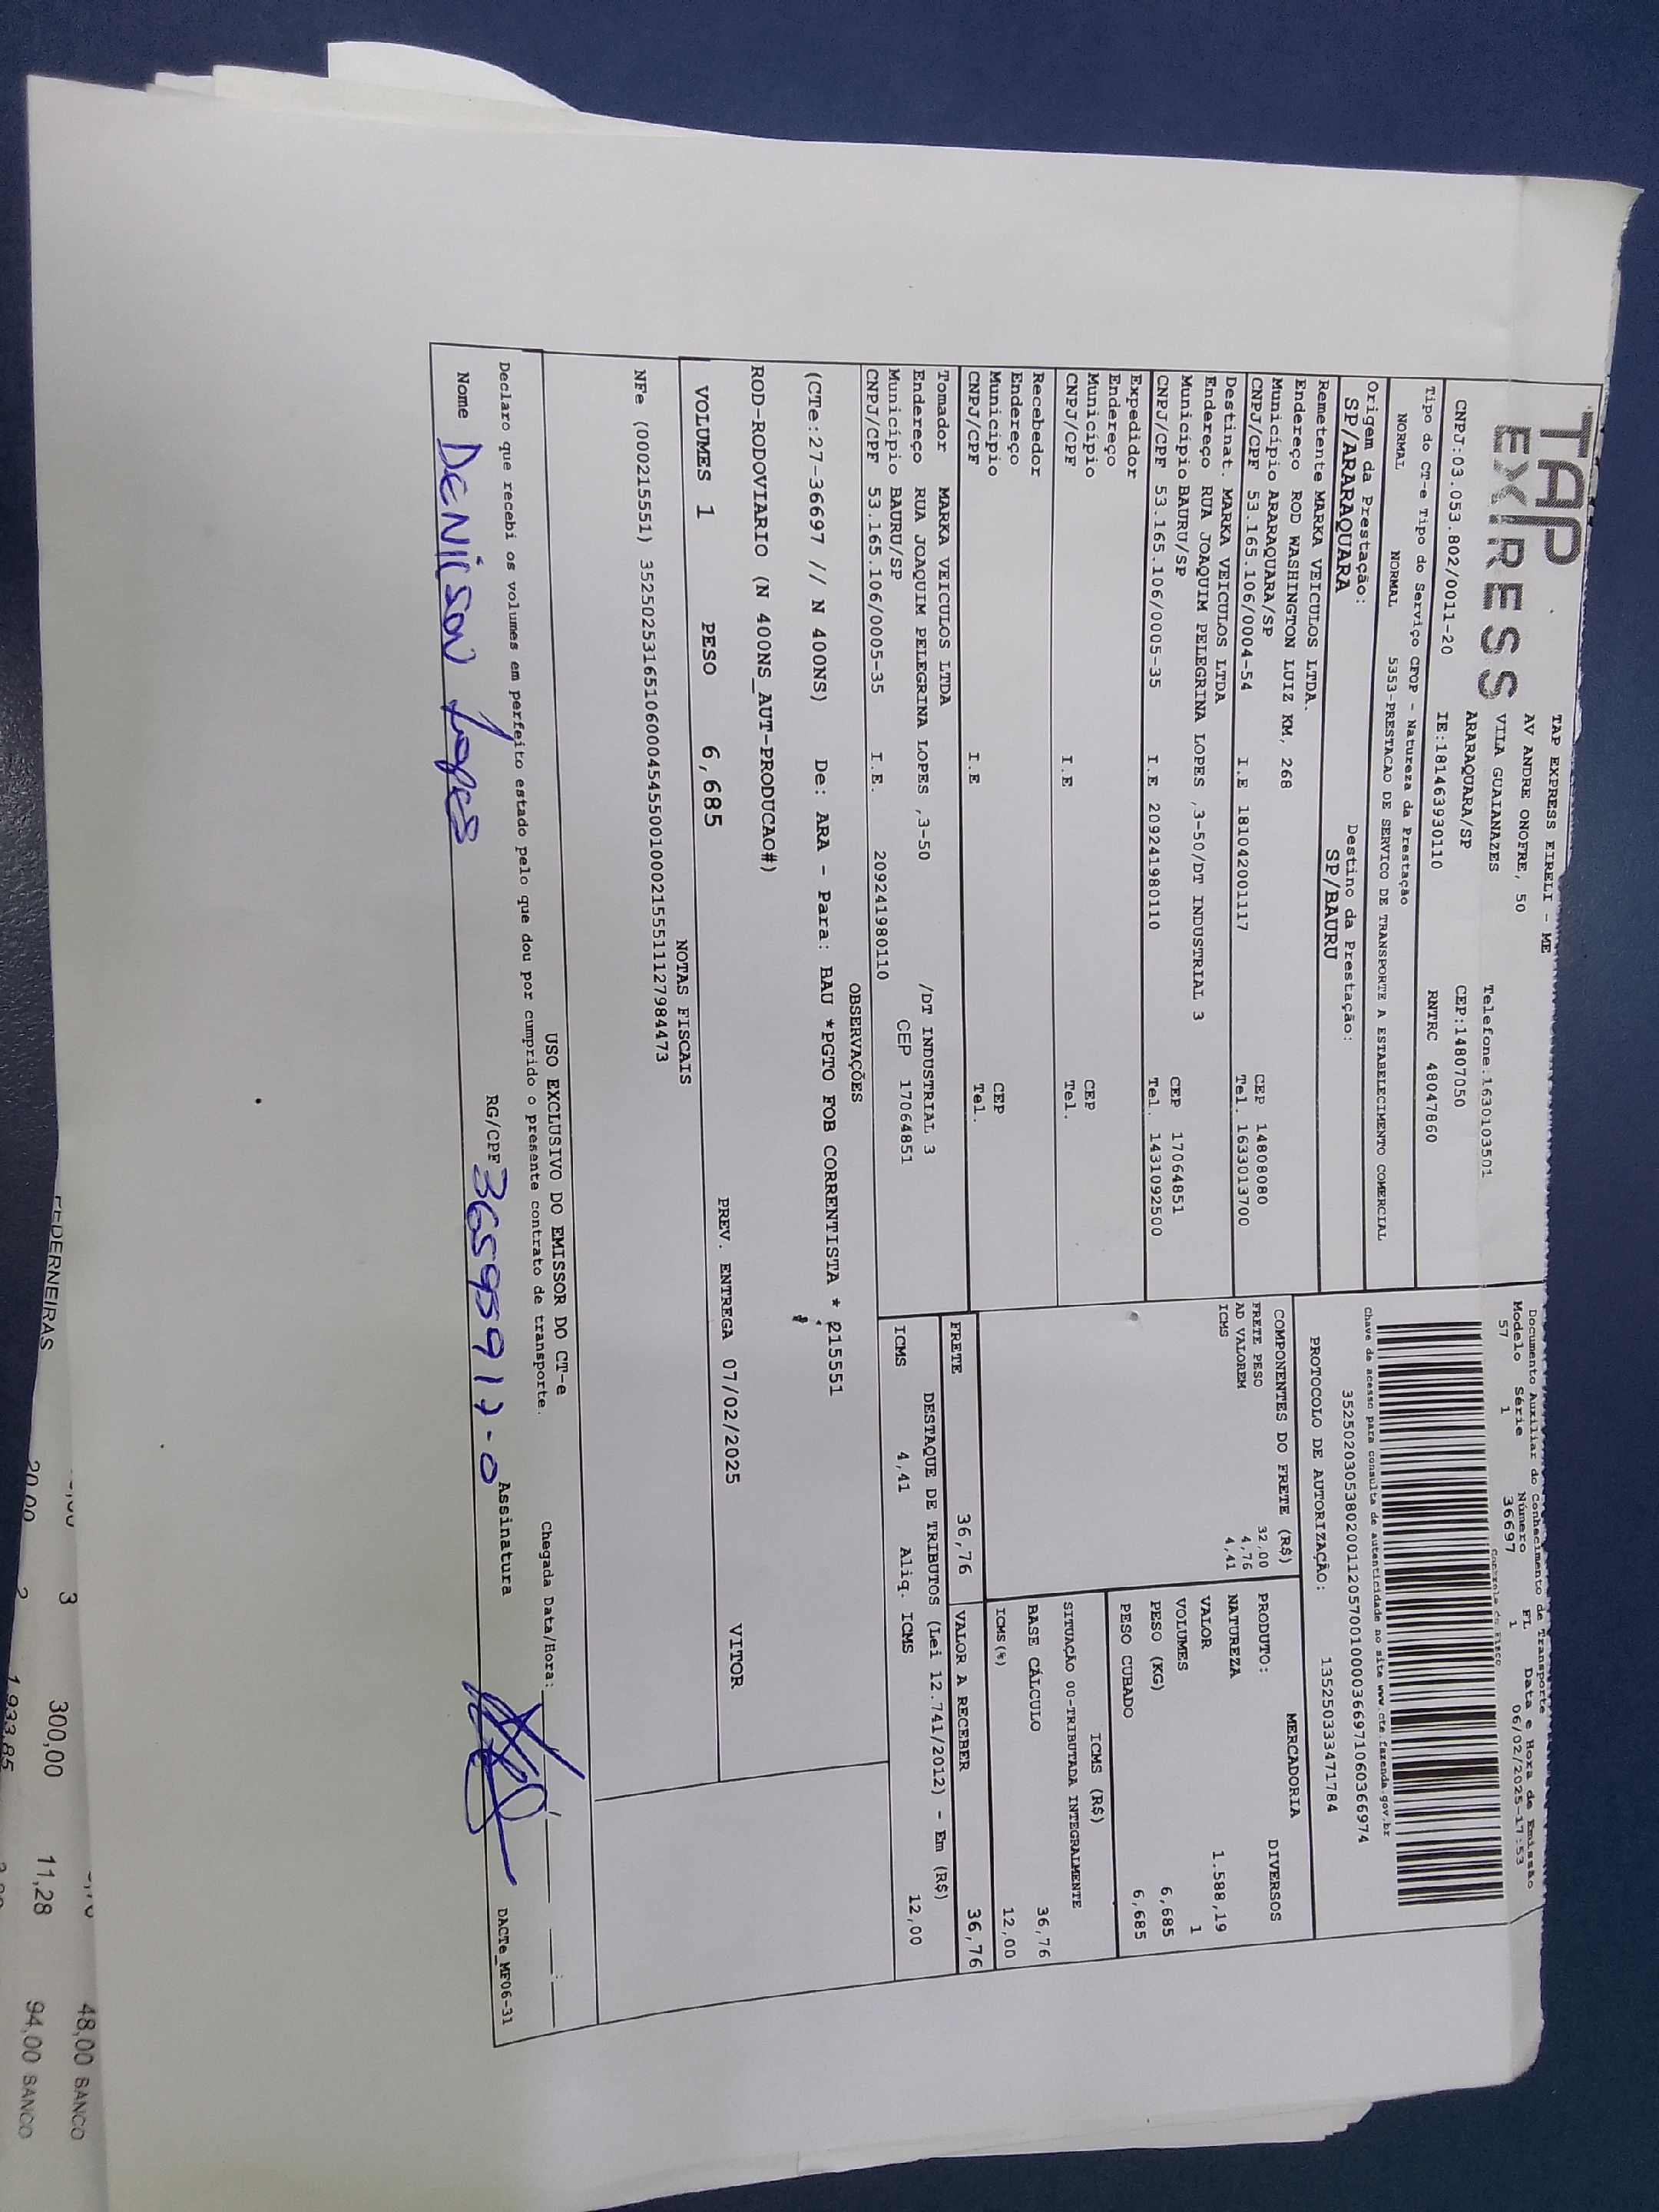 TAP EXPRESS
TAP EXPRESS EIRELI - ME
AV ANDRE ONOFRE, 50
VILA GUAIANAZES
ARARAQUARA/SP
Telefone:1630103501
CEP:14807050
CNPJ:03.053.802/0011-20 IE:181463930110 RNTRC 48047860
Documento Auxiliar do Conhecimento de Transporte
Modelo Série Número FL Data e Hora de Emissão
57 1 36697 1 06/02/2025-17:53
Controle do Fisco
Chave de acesso para consulta de autenticidade no site www.cte.fazenda.gov.br
35250203053802001120570010000366971060366974
PROTOCOLO DE AUTORIZAÇÃO: 135250333471784
Tipo do CT-e Tipo do Serviço CFOP - Natureza da Prestação
NORMAL NORMAL 5353-PRESTACAO DE SERVICO DE TRANSPORTE A ESTABELECIMENTO COMERCIAL
Origem da Prestação: Destino da Prestação:
SP/ARARAQUARA SP/BAURU
Remetente MARKA VEICULOS LTDA.
Endereço ROD WASHINGTON LUIZ KM, 268
Município ARARAQUARA/SP CEP 14808080
CNPJ/CPF 53.165.106/0004-54 I.E 181042001117 Tel. 1633013700
Destinat. MARKA VEICULOS LTDA
Endereço RUA JOAQUIM PELEGRINA LOPES ,3-50/DT INDUSTRIAL 3
Município BAURU/SP CEP 17064851
CNPJ/CPF 53.165.106/0005-35 I.E 209241980110 Tel. 1431092500
Expedidor
Endereço
Município CEP
CNPJ/CPF I.E Tel.
Recebedor
Endereço
Município CEP
CNPJ/CPF I.E Tel.
Tomador MARKA VEICULOS LTDA
Endereço RUA JOAQUIM PELEGRINA LOPES ,3-50 /DT INDUSTRIAL 3
Município BAURU/SP CEP 17064851
CNPJ/CPF 53.165.106/0005-35 I.E. 209241980110
COMPONENTES DO FRETE (R$)
FRETE PESO 32,00
AD VALOREM 4,76
ICMS 4,41
MERCADORIA
PRODUTO: DIVERSOS
NATUREZA
VALOR 1.588,19
VOLUMES 1
PESO (KG) 6,685
PESO CUBADO 6,685
ICMS (R$)
SITUAÇÃO 00-TRIBUTADA INTEGRALMENTE
BASE CÁLCULO 36,76
ICMS(%) 12,00
FRETE 36,76 VALOR A RECEBER 36,76
DESTAQUE DE TRIBUTOS (Lei 12.741/2012) - Em (R$)
ICMS 4,41 Aliq. ICMS 12,00
OBSERVAÇÕES
(CTe:27-36697 // N 400NS) De: ARA - Para: BAU *PGTO FOB CORRENTISTA * 215551
ROD-RODOVIARIO (N 400NS_AUT-PRODUCAO#)
VOLUMES 1 PESO 6,685 PREV. ENTREGA 07/02/2025 VITOR
NOTAS FISCAIS
NFe (000215551) 35250253165106000454550010002155511127984473
USO EXCLUSIVO DO EMISSOR DO CT-e
Declaro que recebi os volumes em perfeito estado pelo que dou por cumprido o presente contrato de transporte. Chegada Data/Hora:
Nome DENILSON Lopes RG/CPF Assinatura
DACTe_MF06-31
3 300,00 48,00 BANCO
FEDERNEIRAS 20,00 2 11,28 94,00 BANCO
1.933,85